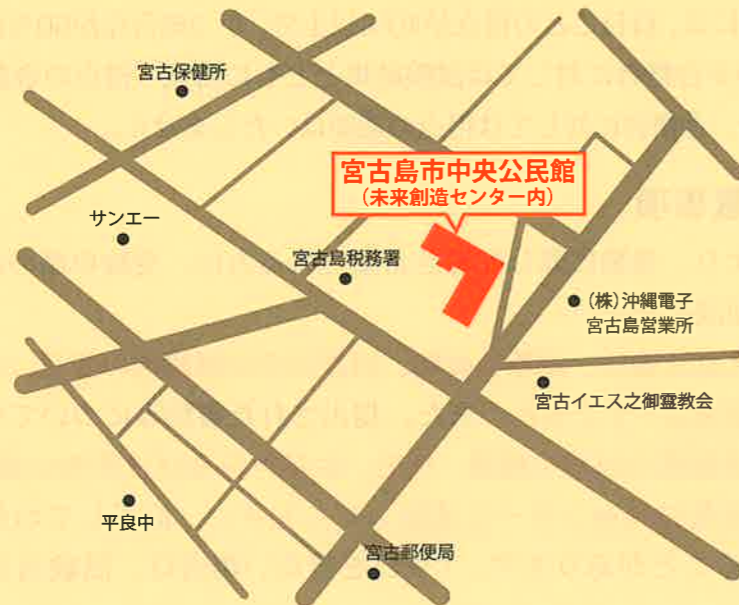 宮古保健所
宮古島市中央公民館
(未来創造センター内)
サンエー
宮古島税務署
(株)沖縄電子
宮古島営業所
宮古イエス之御霊教会
平良中
宮古郵便局